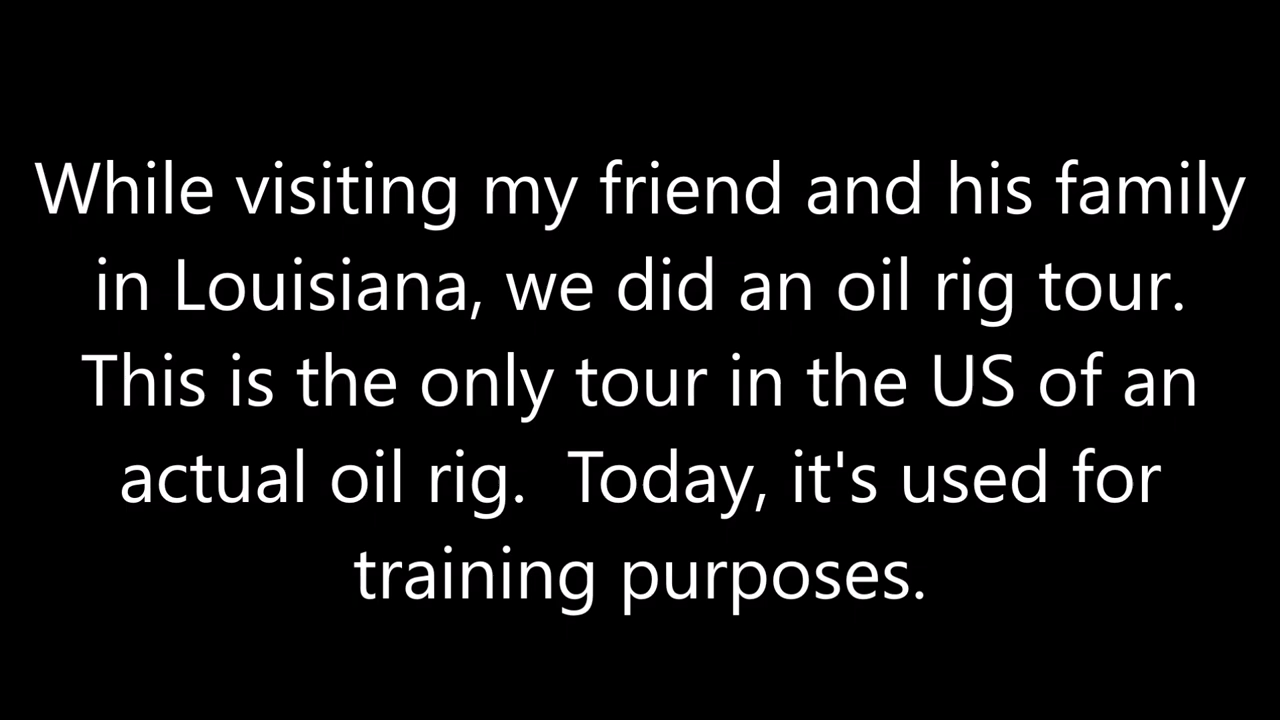 While visiting my friend and his family
in Louisiana, we did an oil rig tour.
This is the only tour in the US of an
actual oil rig.  Today, it's used for
training purposes.